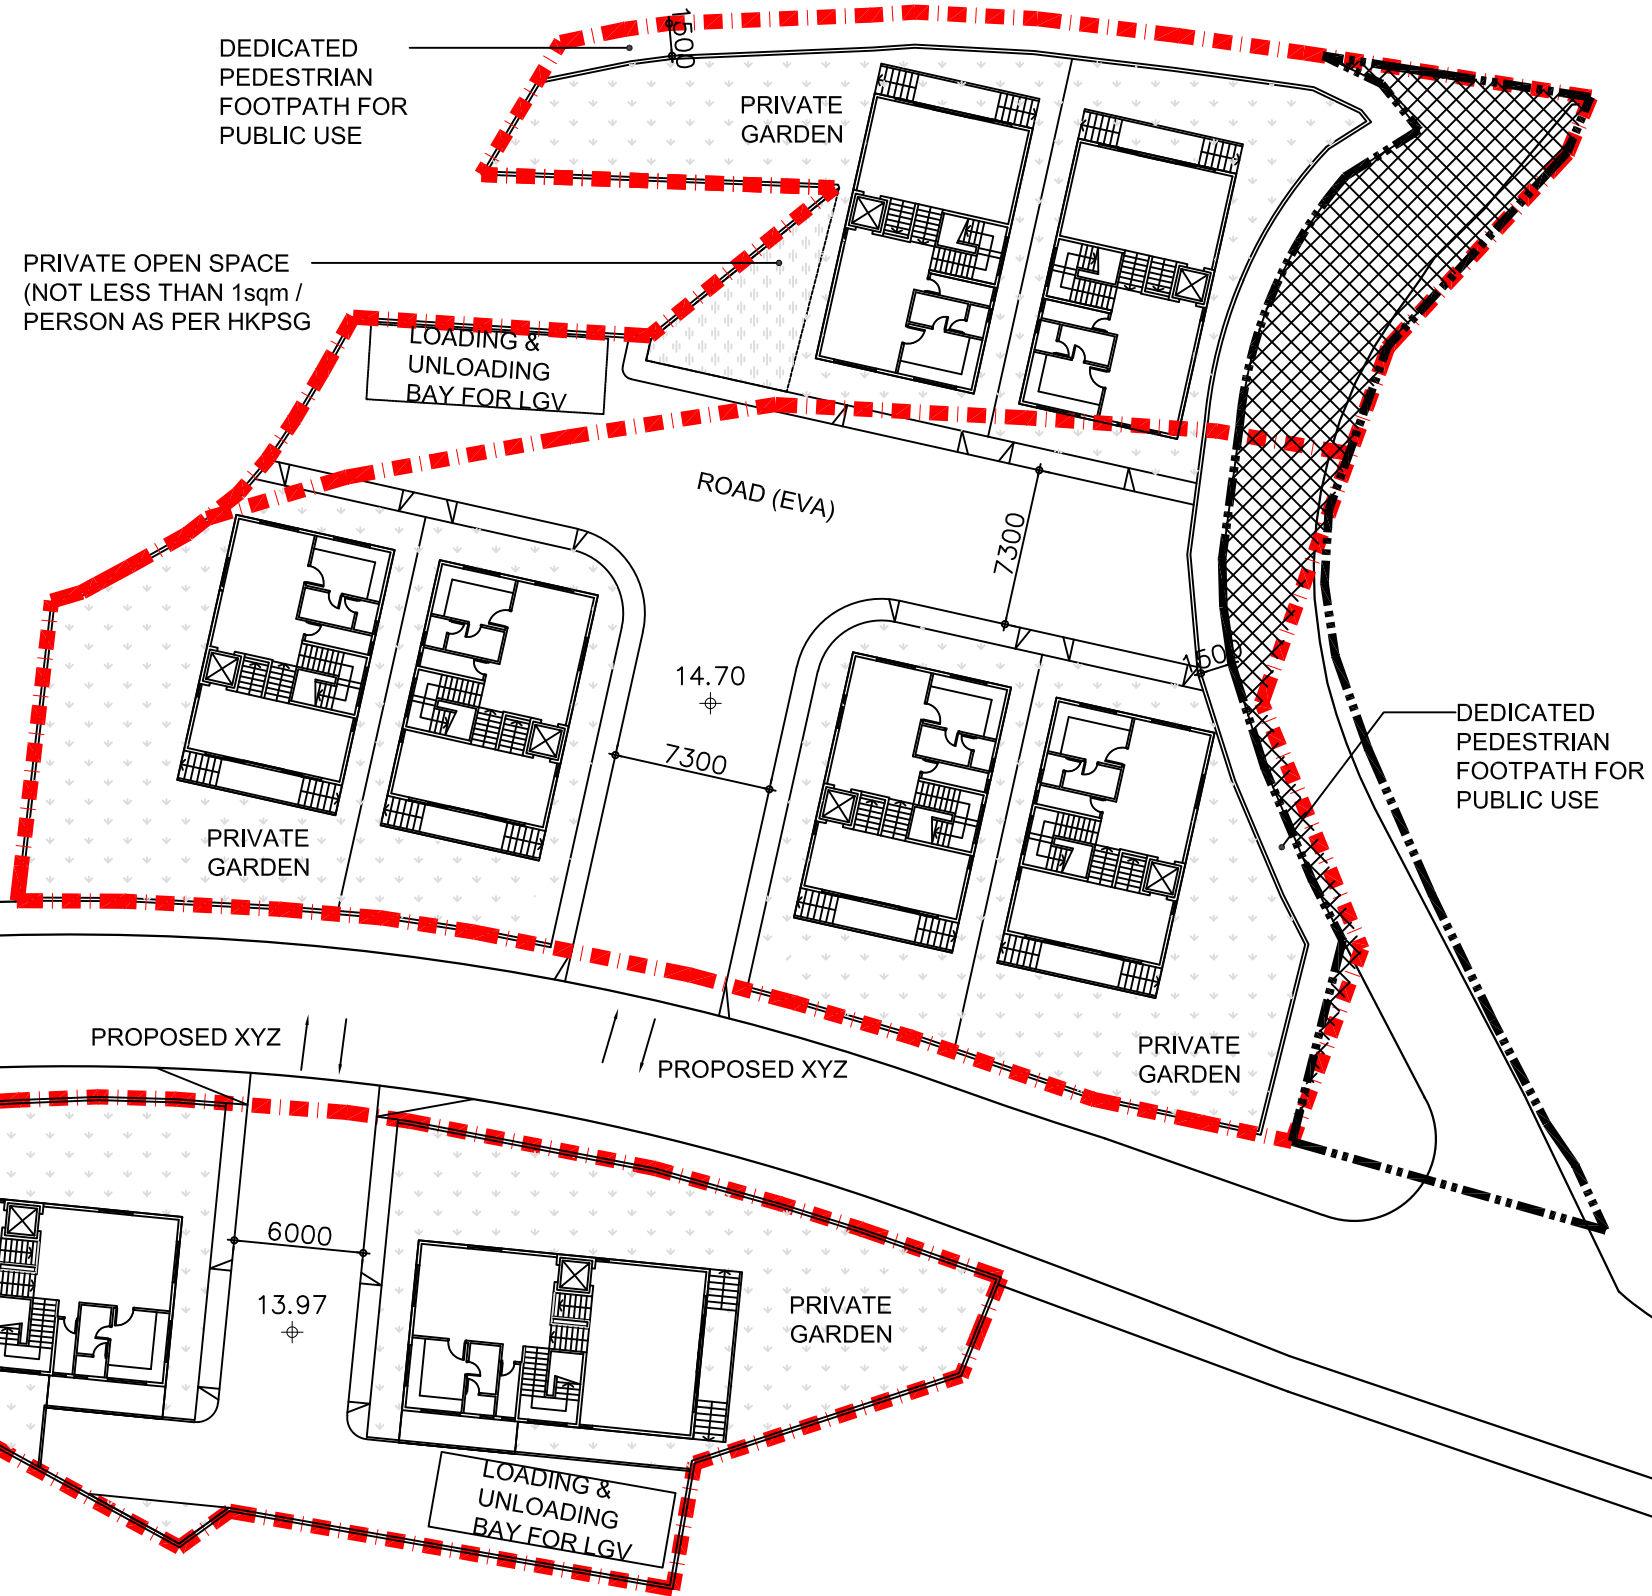 DEDICATED
PEDESTRIAN
FOOTPATH FOR
PUBLIC USE
1500
PRIVATE
GARDEN
PRIVATE OPEN SPACE
(NOT LESS THAN 1sqm /
PERSON AS PER HKPSG
LOADING &
UNLOADING
BAY FOR LGV
ROAD (EVA)
7300
14.70
7300
1500
DEDICATED
PEDESTRIAN
FOOTPATH FOR
PUBLIC USE
PRIVATE
GARDEN
PROPOSED XYZ
PROPOSED XYZ
PRIVATE
GARDEN
6000
13.97
PRIVATE
GARDEN
LOADING &
UNLOADING
BAY FOR LGV